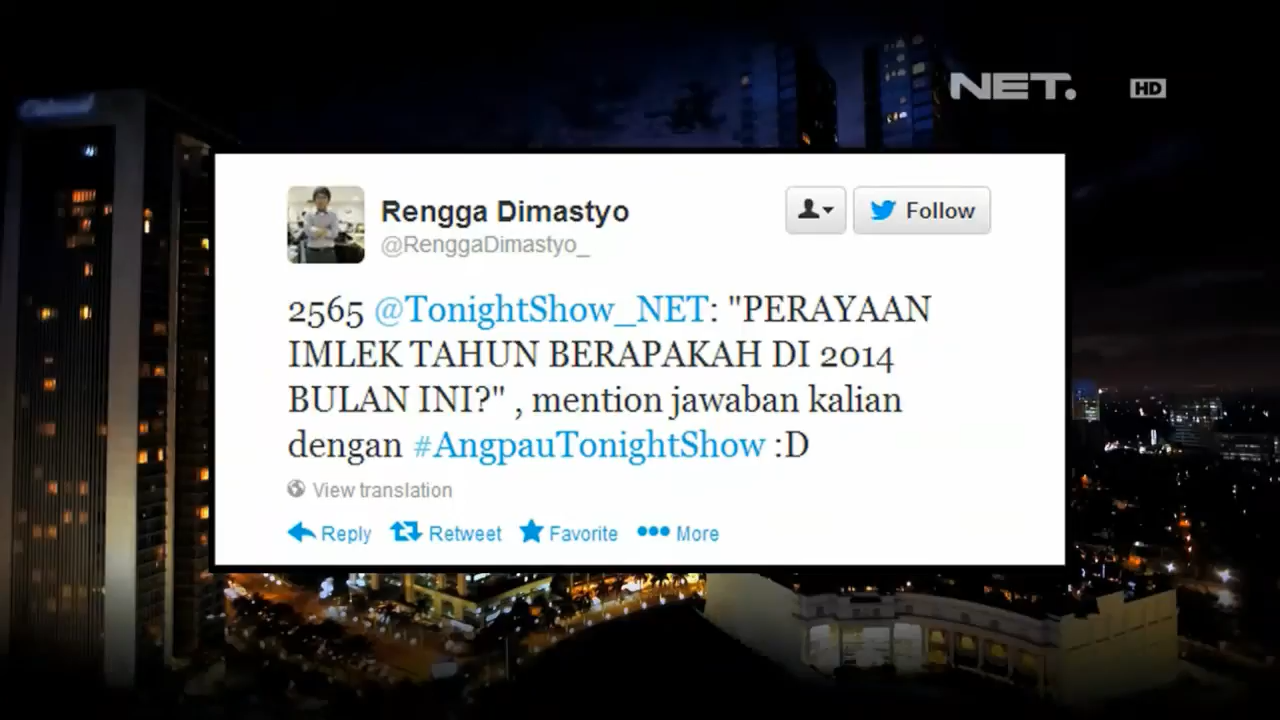 NET.
HD
Rengga Dimastyo
@RenggaDimastyo_
Follow
2565 @TonightShow_NET: "PERAYAAN
IMLEK TAHUN BERAPAKAH DI 2014
BULAN INI?" , mention jawaban kalian
dengan #AngpauTonightShow :D
View translation
Reply Retweet Favorite More